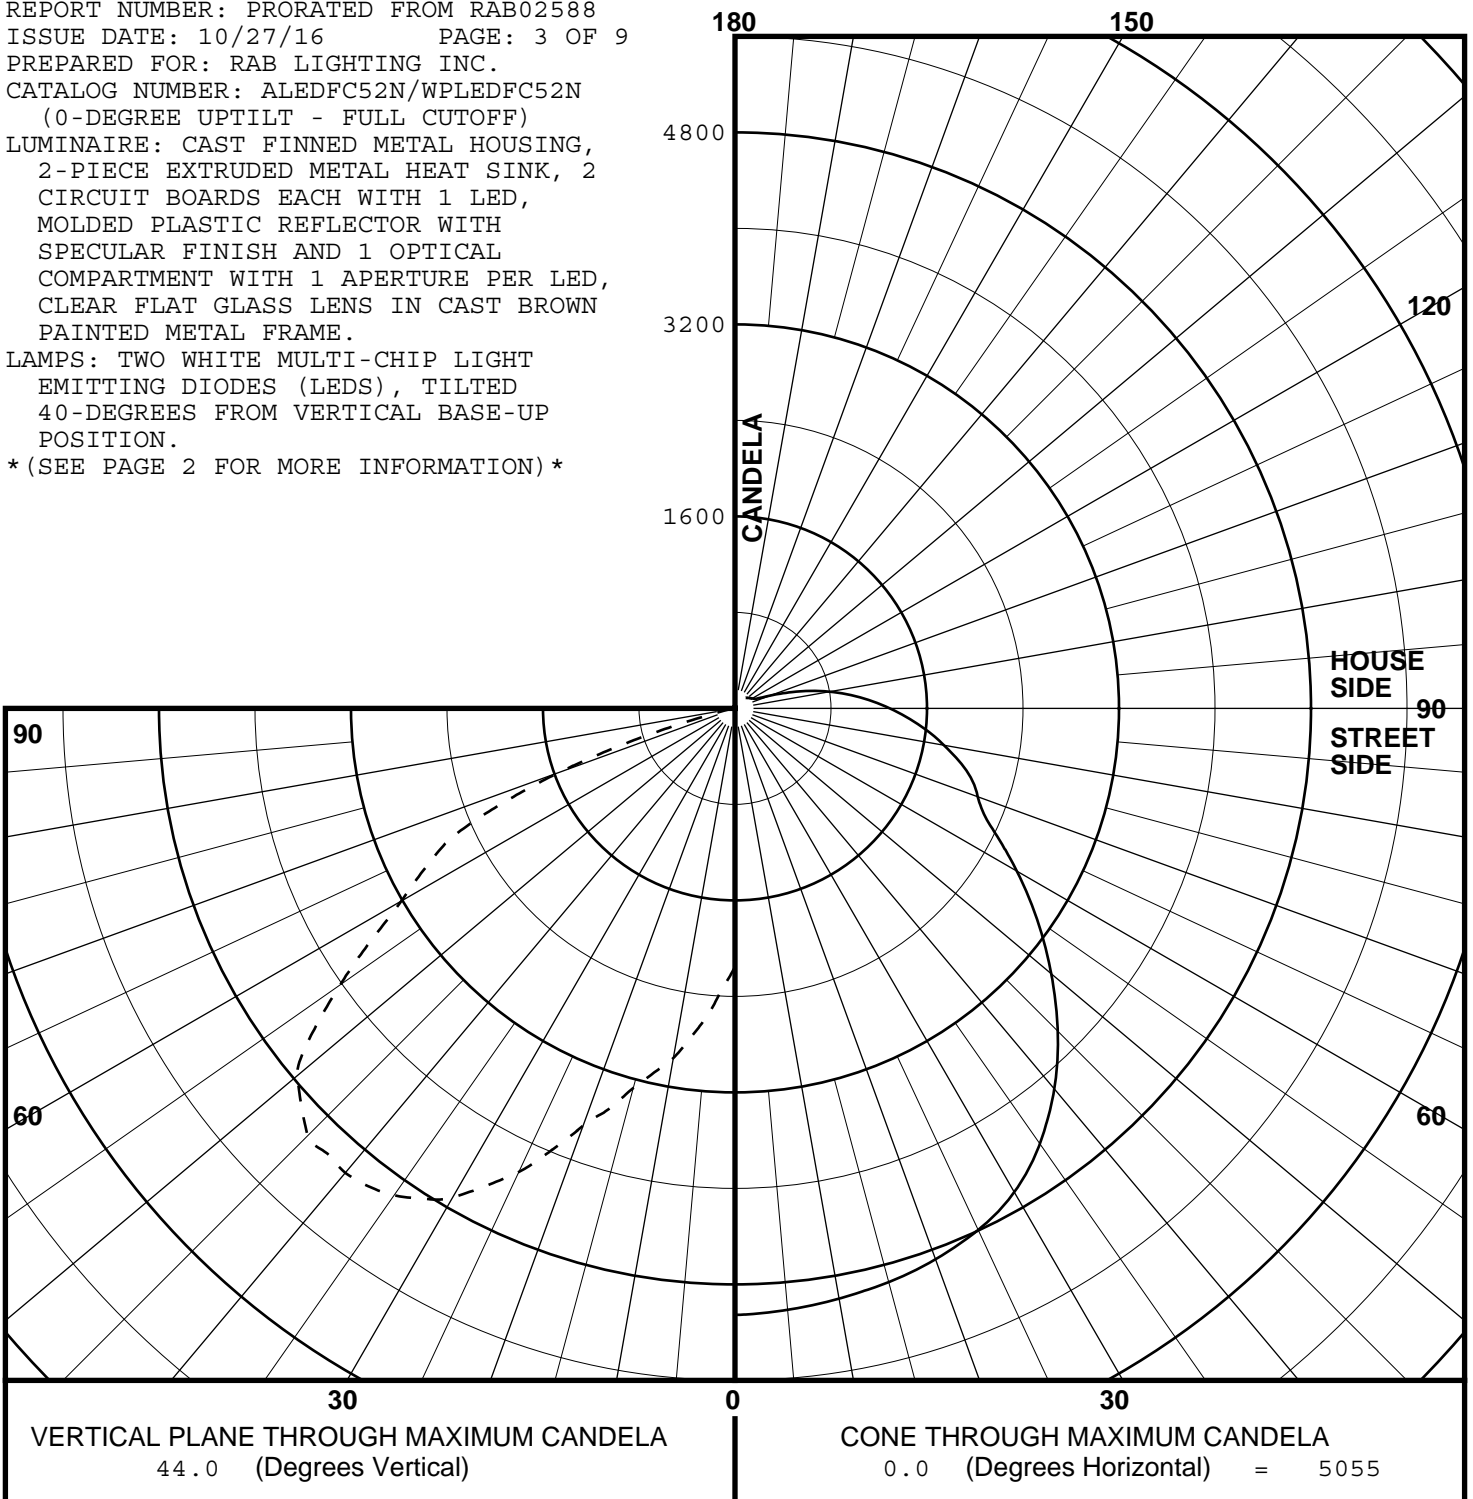 REPORT NUMBER: PRORATED FROM RAB02588
ISSUE DATE: 10/27/16 PAGE: 3 OF 9
PREPARED FOR: RAB LIGHTING INC.
CATALOG NUMBER: ALEDFC52N/WPLEDFC52N
(0-DEGREE UPTILT - FULL CUTOFF)
LUMINAIRE: CAST FINNED METAL HOUSING,
2-PIECE EXTRUDED METAL HEAT SINK, 2
CIRCUIT BOARDS EACH WITH 1 LED,
MOLDED PLASTIC REFLECTOR WITH
SPECULAR FINISH AND 1 OPTICAL
COMPARTMENT WITH 1 APERTURE PER LED,
CLEAR FLAT GLASS LENS IN CAST BROWN
PAINTED METAL FRAME.
LAMPS: TWO WHITE MULTI-CHIP LIGHT
EMITTING DIODES (LEDS), TILTED
40-DEGREES FROM VERTICAL BASE-UP
POSITION.
*(SEE PAGE 2 FOR MORE INFORMATION)*
180
150
4800
3200
1600
CANDELA
120
HOUSE
SIDE
90
STREET
SIDE
90
60
60
30
0
30
VERTICAL PLANE THROUGH MAXIMUM CANDELA
44.0 (Degrees Vertical)
CONE THROUGH MAXIMUM CANDELA
0.0 (Degrees Horizontal) = 5055